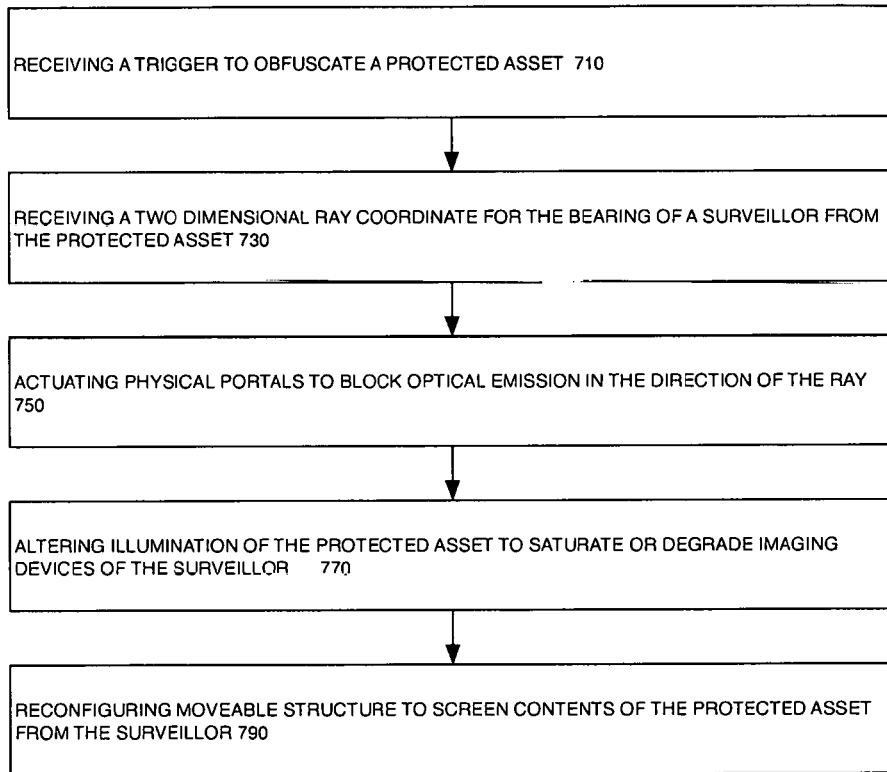 RECEIVING A TRIGGER TO OBFUSCATE A PROTECTED ASSET 710
RECEIVING A TWO DIMENSIONAL RAY COORDINATE FOR THE BEARING OF A SURVEILLOR FROM
THE PROTECTED ASSET 730
ACTUATING PHYSICAL PORTALS TO BLOCK OPTICAL EMISSION IN THE DIRECTION OF THE RAY
750
ALTERING ILLUMINATION OF THE PROTECTED ASSET TO SATURATE OR DEGRADE IMAGING
DEVICES OF THE SURVEILLOR 770
RECONFIGURING MOVEABLE STRUCTURE TO SCREEN CONTENTS OF THE PROTECTED ASSET
FROM THE SURVEILLOR 790